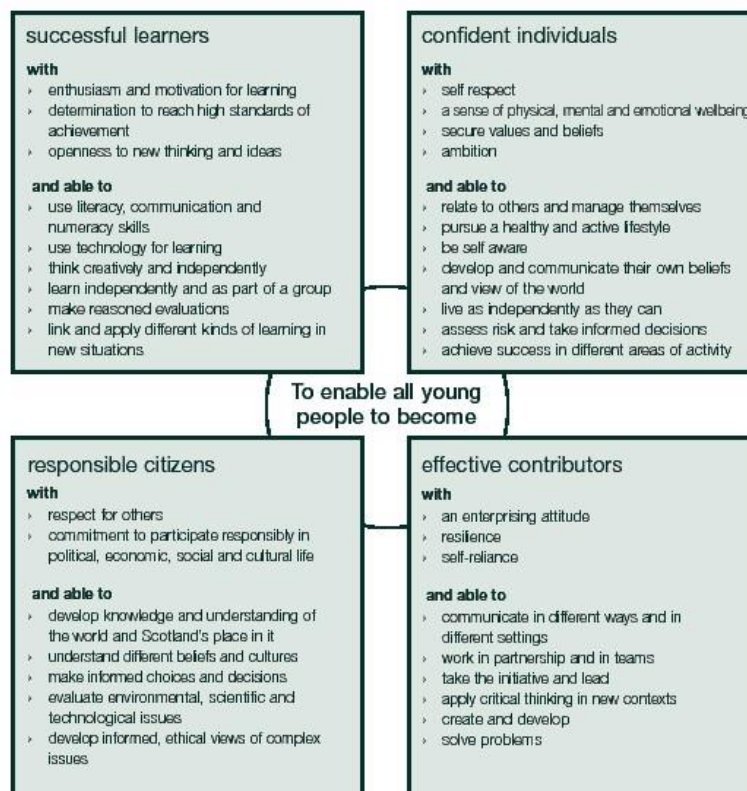 successful learners
with
› enthusiasm and motivation for learning
› determination to reach high standards of
achievement
› openness to new thinking and ideas
and able to
› use literacy, communication and
numeracy skills
› use technology for learning
› think creatively and independently
› learn independently and as part of a group
› make reasoned evaluations
› link and apply different kinds of learning in
new situations
confident individuals
with
› self respect
› a sense of physical, mental and emotional wellbeing
› secure values and beliefs
› ambition
and able to
› relate to others and manage themselves
› pursue a healthy and active lifestyle
› be self aware
› develop and communicate their own beliefs
and view of the world
› live as independently as they can
› assess risk and take informed decisions
› achieve success in different areas of activity
To enable all young
people to become
responsible citizens
with
› respect for others
› commitment to participate responsibly in
political, economic, social and cultural life
and able to
› develop knowledge and understanding of
the world and Scotland's place in it
› understand different beliefs and cultures
› make informed choices and decisions
› evaluate environmental, scientific and
technological issues
› develop informed, ethical views of complex
issues
effective contributors
with
› an enterprising attitude
› resilience
› self-reliance
and able to
› communicate in different ways and in
different settings
› work in partnership and in teams
› take the initiative and lead
› apply critical thinking in new contexts
› create and develop
› solve problems